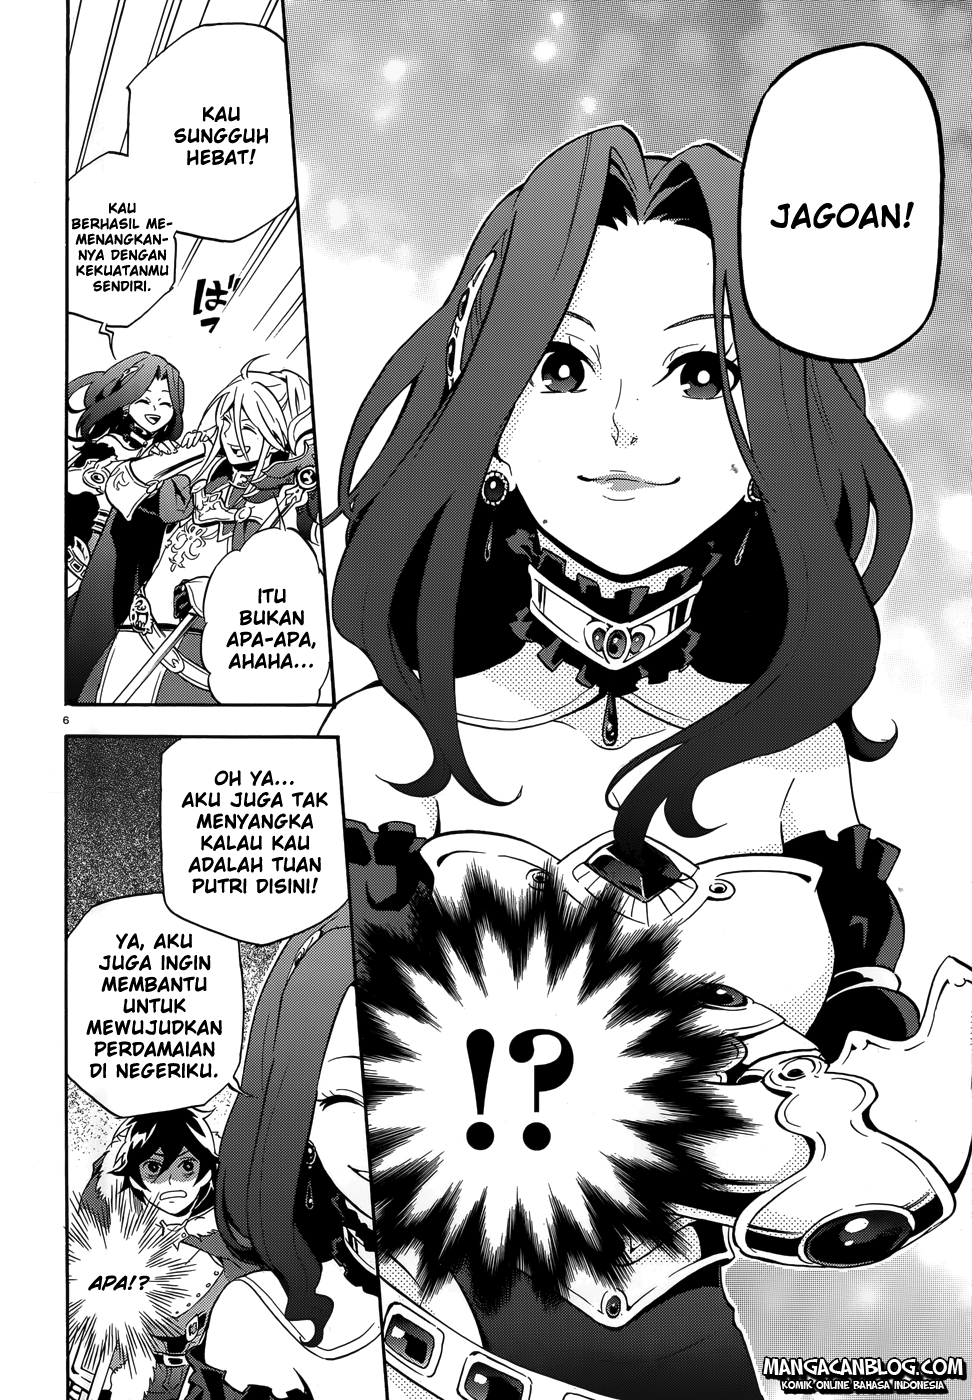 JAGOAN!
KAU
SUNGGUH
HEBAT!
KAU
BERHASIL ME-
MENANGKAN-
NYA DENGAN
KEKUATANMU
SENDIRI.
ばっ
ITU
BUKAN
APA-APA,
AHAHA...
6
!?
OH YA...
AKU JUGA TAK
MENYANGKA
KALAU KAU
ADALAH TUAN
PUTRI DISINI!
YA, AKU
JUGA INGIN
MEMBANTU
UNTUK
MEWUJUDKAN
PERDAMAIAN
DI NEGERIKU.
APA!?
MANGACANBLOG.COM
KOMIK ONLINE BAHASA INDONESIA